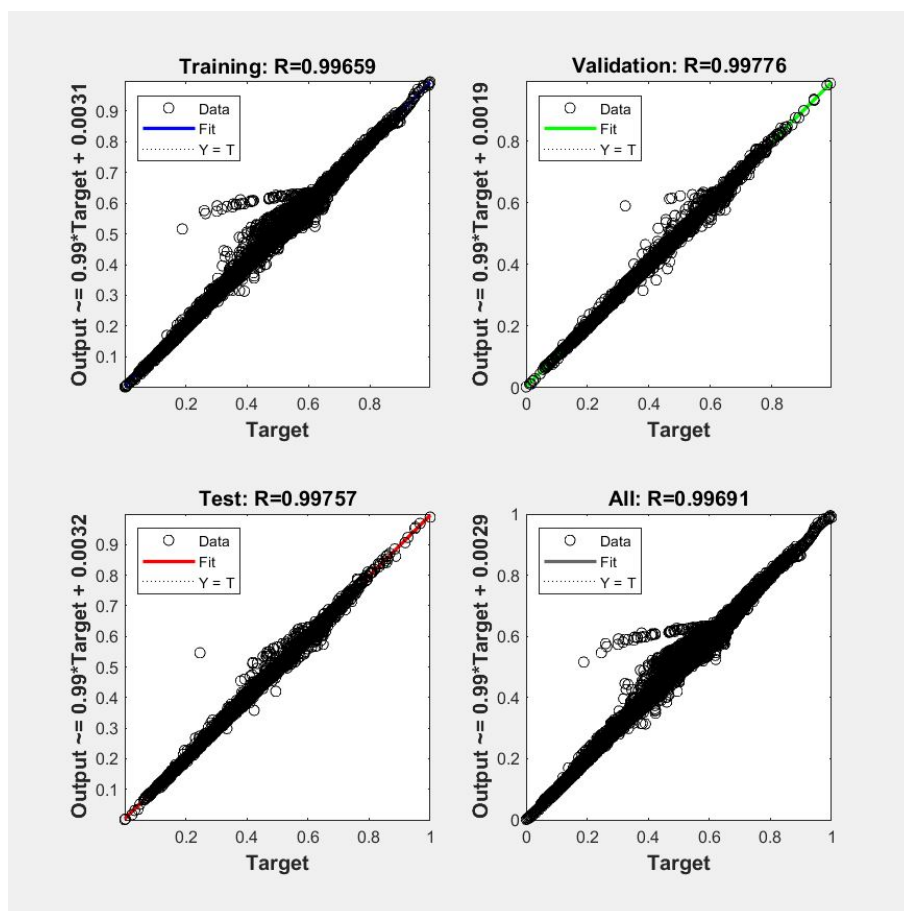 Training: R=0.99659
Output ~= 0.99*Target + 0.0031
0.9
0.8
0.7
0.6
0.5
0.4
0.3
0.2
0.1
Data
Fit
Y = T
0.2
0.4
0.6
0.8
Target
Validation: R=0.99776
Output ~= 0.99*Target + 0.0019
0.8
0.6
0.4
0.2
0
Data
Fit
Y = T
0
0.2
0.4
0.6
0.8
Target
Test: R=0.99757
Output ~= 0.99*Target + 0.0032
0.9
0.8
0.7
0.6
0.5
0.4
0.3
0.2
0.1
Data
Fit
Y = T
0.2
0.4
0.6
0.8
1
Target
All: R=0.99691
Output ~= 0.99*Target + 0.0029
1
0.8
0.6
0.4
0.2
0
Data
Fit
Y = T
0
0.2
0.4
0.6
0.8
1
Target